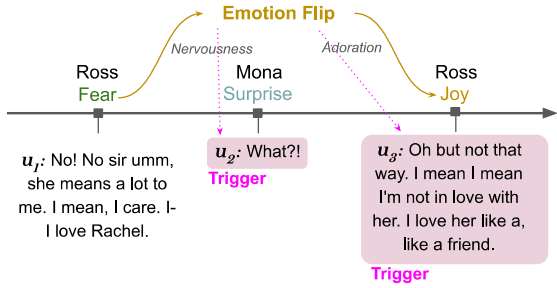 Emotion Flip
Nervousness
Adoration
Ross
Fear
Mona
Surprise
Ross
Joy
u1: No! No sir umm,
she means a lot to
me. I mean, I care. I-
I love Rachel.
u2: What?!
Trigger
u3: Oh but not that
way. I mean I mean
I'm not in love with
her. I love her like a,
like a friend.
Trigger